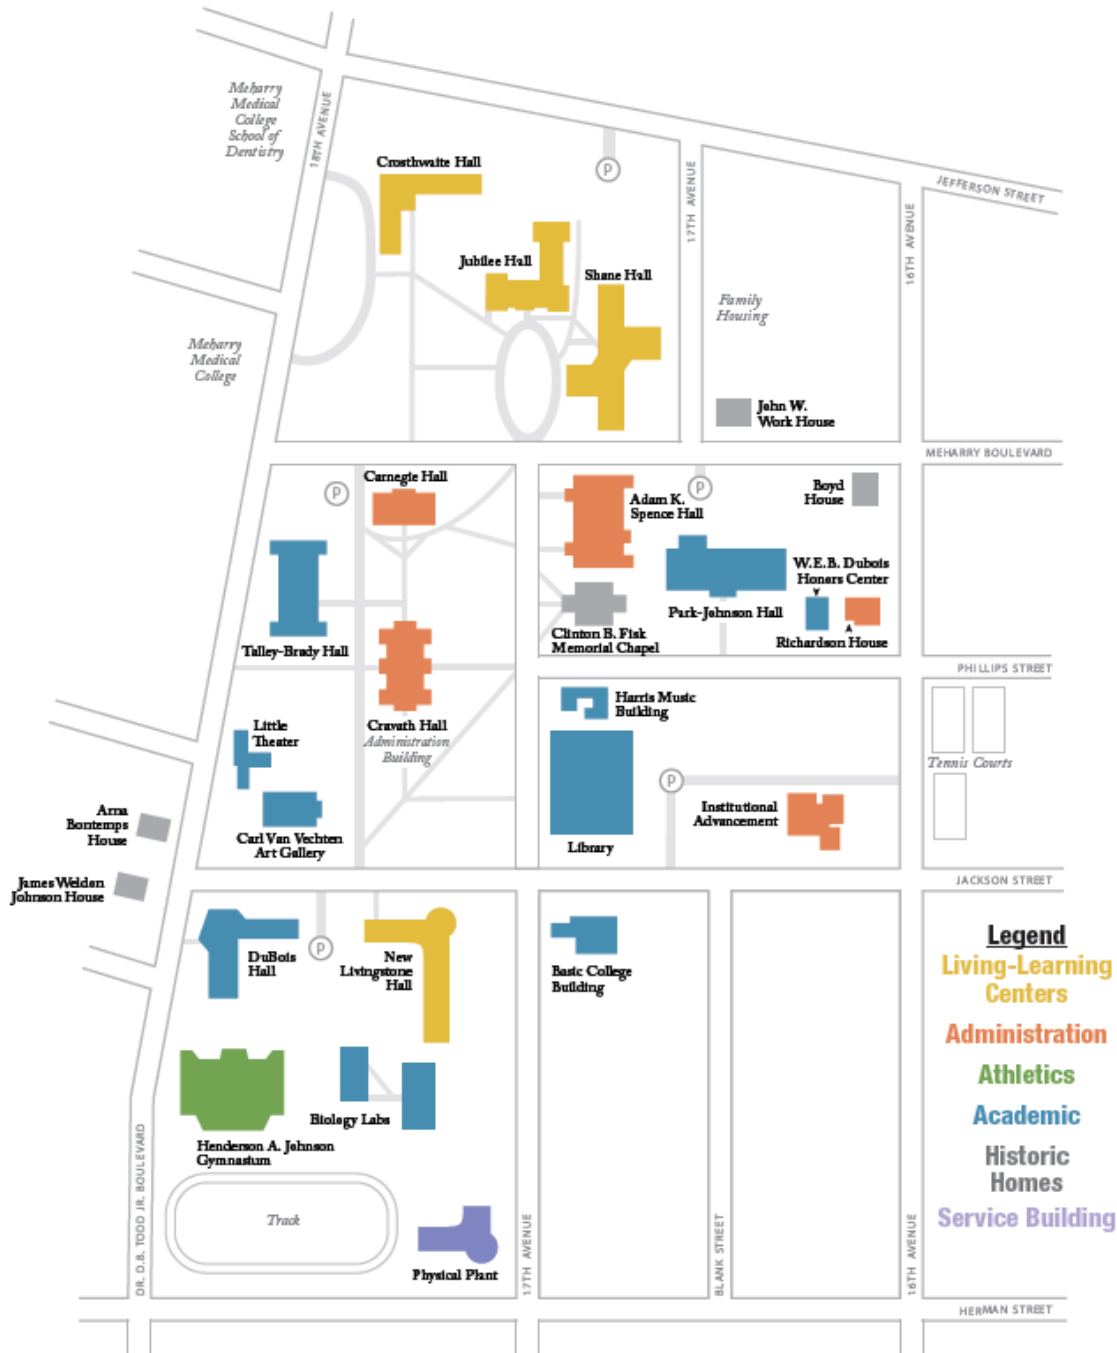 Meharry
Medical
College
School of
Dentistry
18TH AVENUE
JEFFERSON STREET
Crosthwaite Hall
P
17TH AVENUE
16TH AVENUE
Jubilee Hall
Shane Hall
Family
Housing
Meharry
Medical
College
John W.
Work House
MEHARRY BOULEVARD
Carnegie Hall
P
P
Adam K.
Spence Hall
Boyd
House
W.E.B. Dubois
Honors Center
Park-Johnson Hall
Richardson House
Clinton B. Fisk
Memorial Chapel
Talley-Brady Hall
PHILLIPS STREET
Harris Music
Building
Little
Theater
Cravath Hall
Administration
Building
Tennis Courts
P
Institutional
Advancement
Arna
Bontemps
House
Carl Van Vechten
Art Gallery
Library
James Weldon
Johnson House
JACKSON STREET
DuBois
Hall
P
New
Livingstone
Hall
Basic College
Building
Legend
Living-Learning
Centers
Administration
Athletics
Academic
Historic
Homes
Service Building
Biology Labs
Henderson A. Johnson
Gymnasium
DR. D.B. TODD JR. BOULEVARD
Track
Physical Plant
17TH AVENUE
BLANK STREET
16TH AVENUE
HERMAN STREET